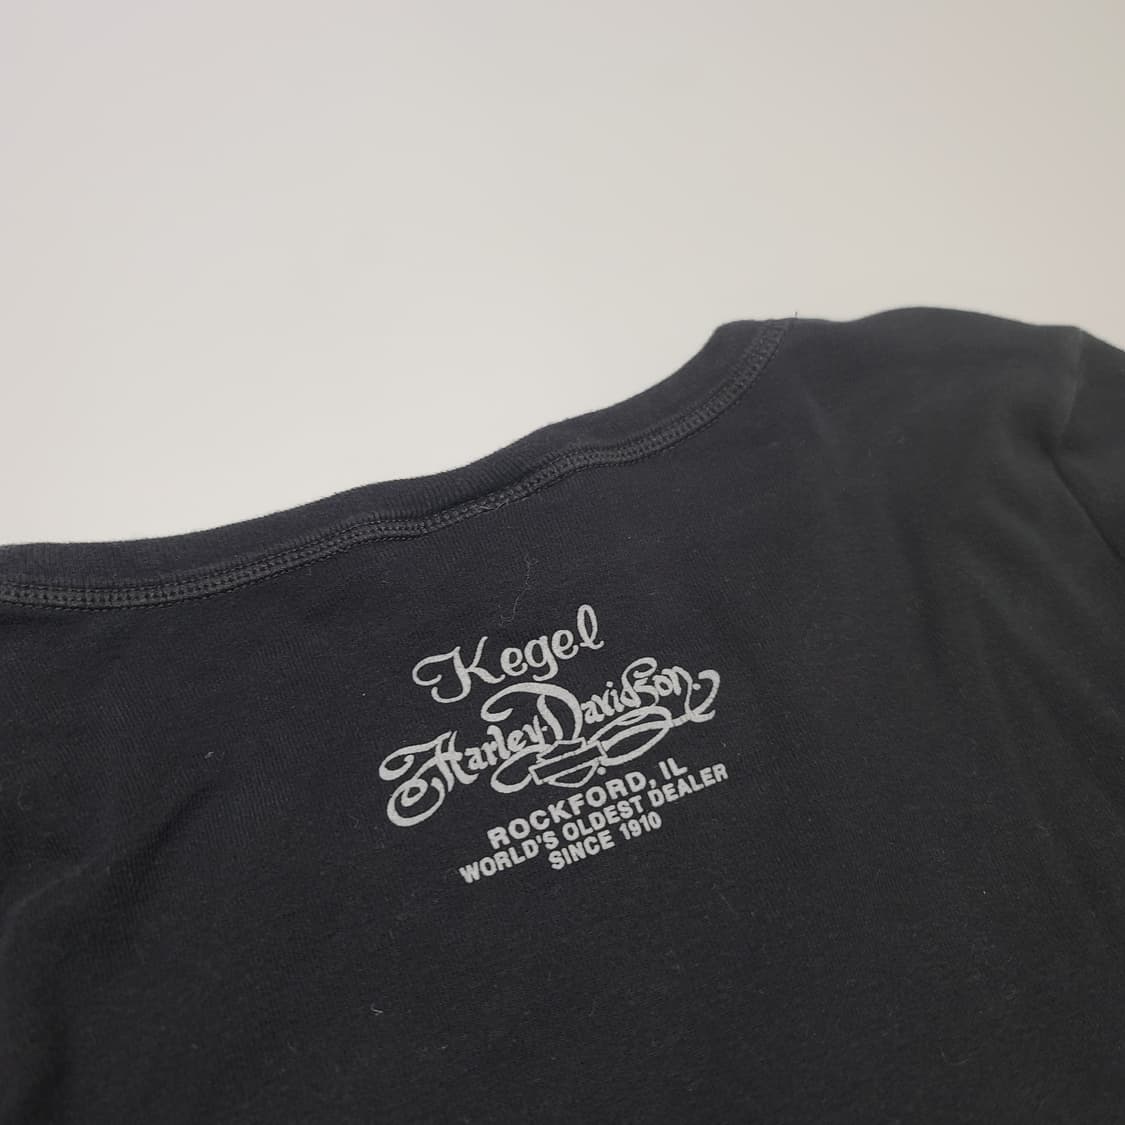 Kegel
Harley-Davidson
ROCKFORD, IL
WORLD'S OLDEST DEALER
SINCE 1910